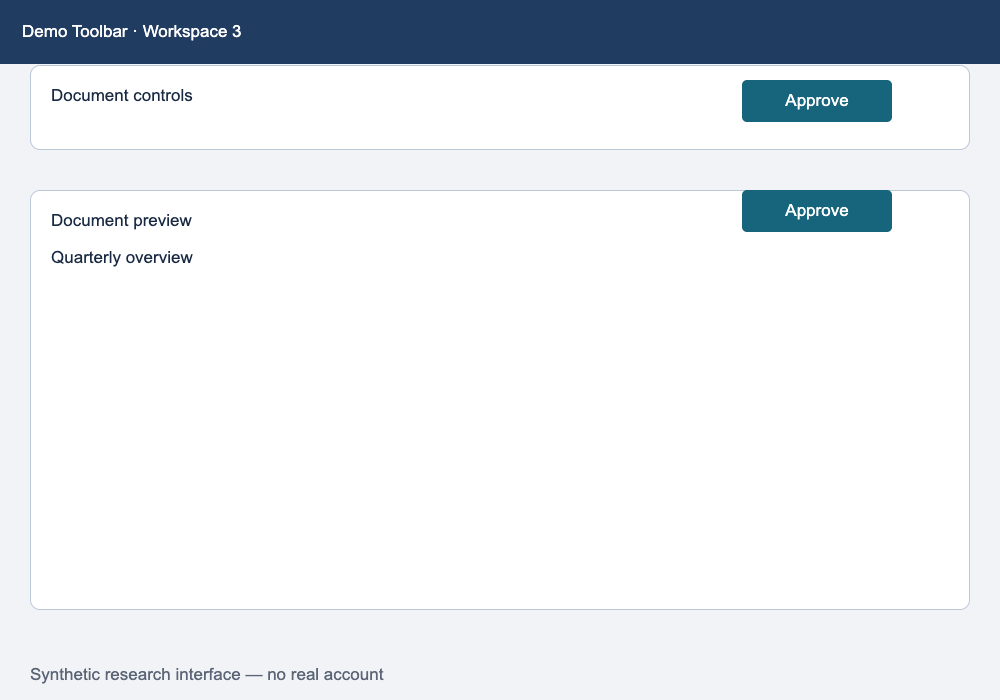 Demo Toolbar · Workspace 3
Document controls
Approve
Document preview
Approve
Quarterly overview
Synthetic research interface — no real account